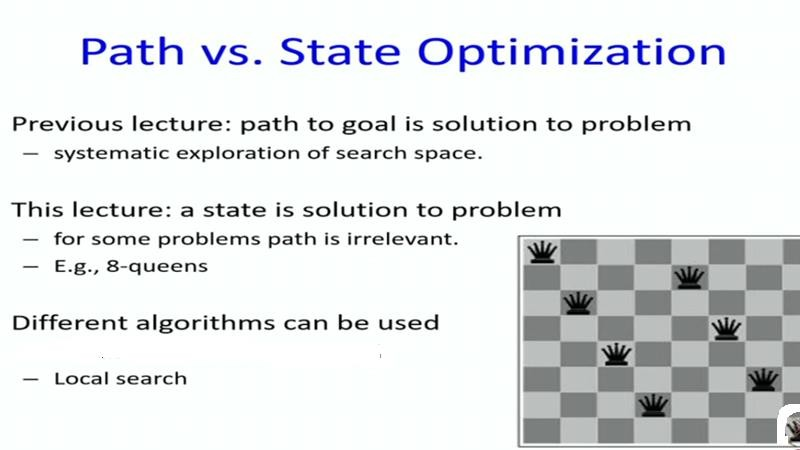 Path vs. State Optimization
Previous lecture: path to goal is solution to problem
– systematic exploration of search space.
This lecture: a state is solution to problem
– for some problems path is irrelevant.
– E.g., 8-queens
Different algorithms can be used
– Local search